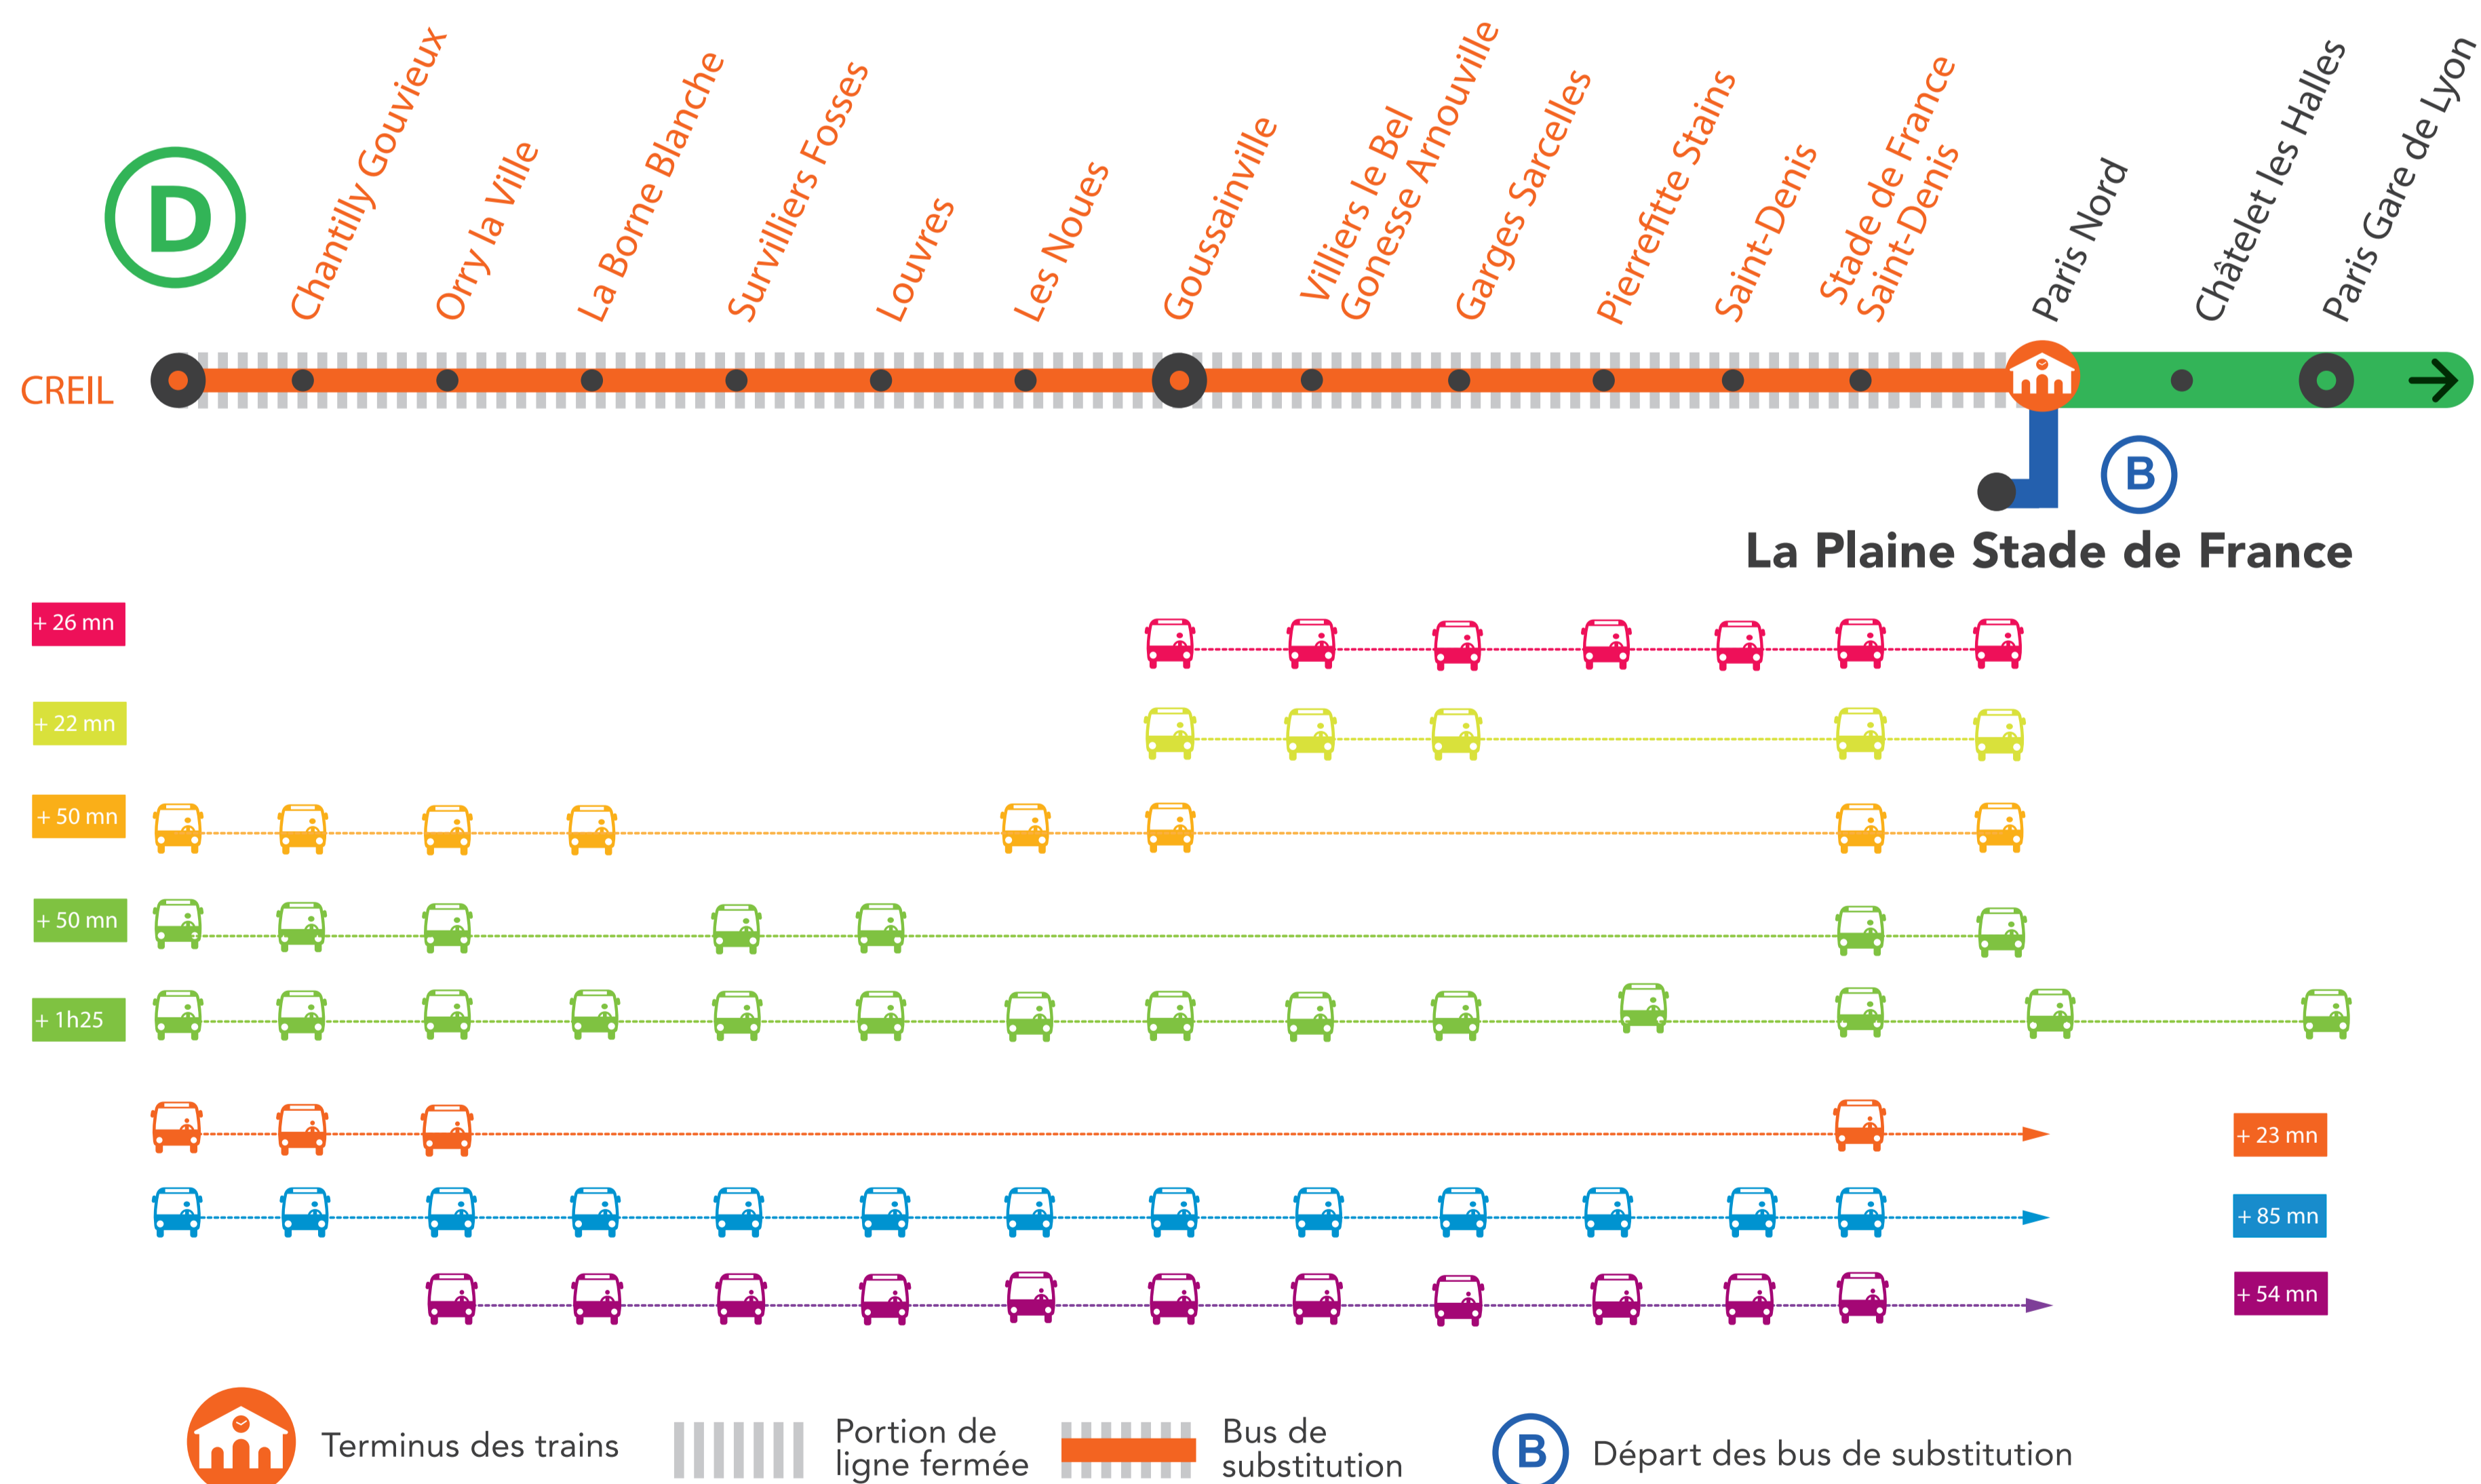 D
Chantilly Gouvieux
Orry la Ville
La Borne Blanche
Survilliers Fosses
Louvres
Les Noues
Goussainville
Villiers le Bel
Gonesse Arnouville
Garges Sarcelles
Pierrefitte Stains
Saint-Denis
Stade de France
Saint-Denis
Paris Nord
Châtelet les Halles
Paris Gare de Lyon
CREIL
B
La Plaine Stade de France
+ 26 mn
+ 22 mn
+ 50 mn
+ 50 mn
+ 1h25
+ 23 mn
+ 85 mn
+ 54 mn
Terminus des trains
Portion de
ligne fermée
Bus de
substitution
B
Départ des bus de substitution